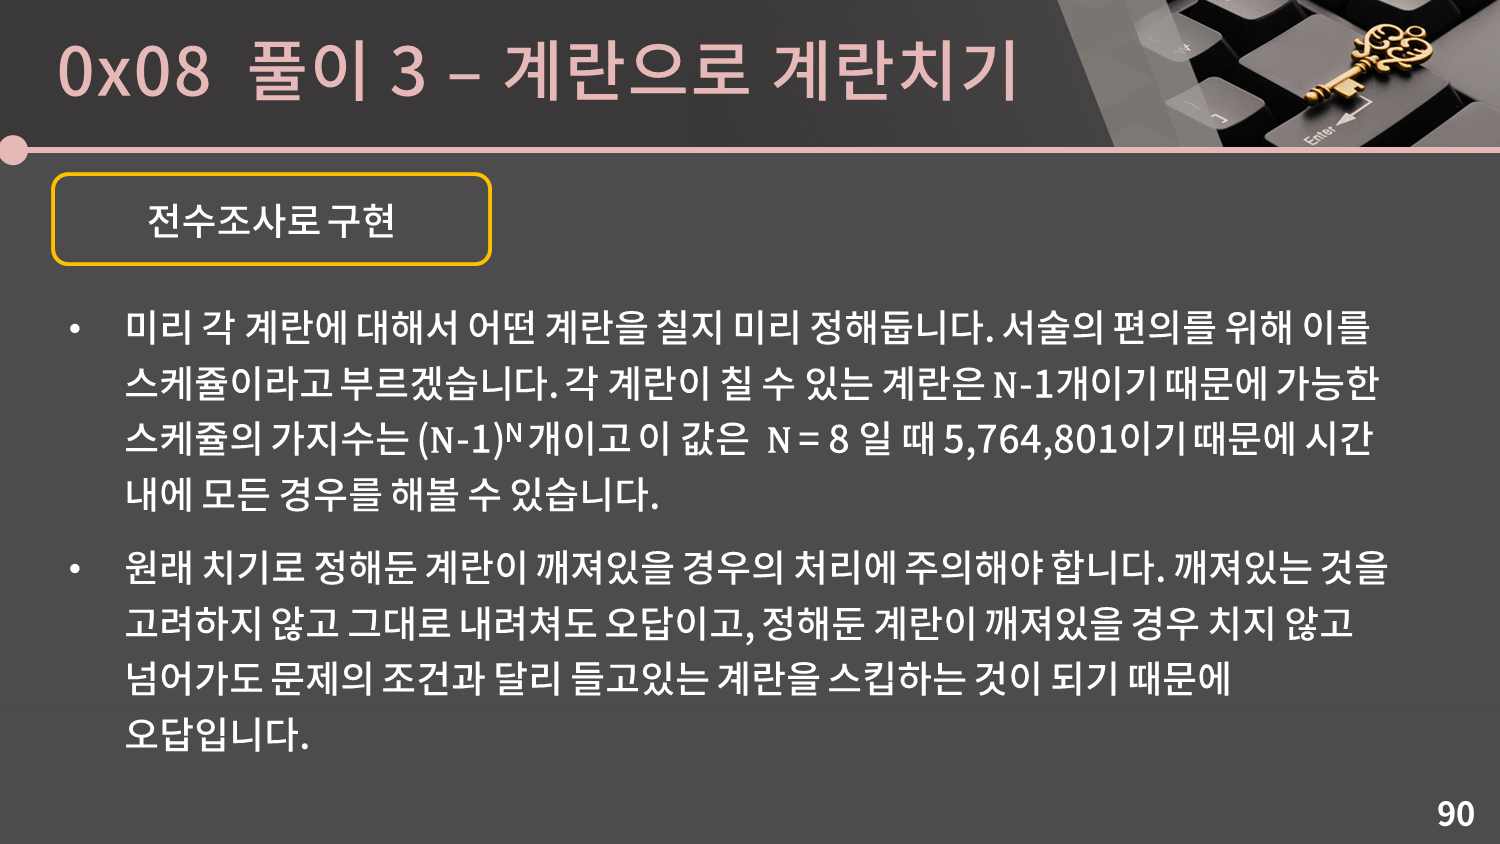 0x08 풀이 3 – 계란으로 계란치기
Enter
전수조사로 구현
• 미리 각 계란에 대해서 어떤 계란을 칠지 미리 정해둡니다. 서술의 편의를 위해 이를
스케쥴이라고 부르겠습니다. 각 계란이 칠 수 있는 계란은 N-1개이기 때문에 가능한
스케쥴의 가지수는 (N-1)ᴺ 개이고 이 값은 N = 8 일 때 5,764,801이기 때문에 시간
내에 모든 경우를 해볼 수 있습니다.
• 원래 치기로 정해둔 계란이 깨져있을 경우의 처리에 주의해야 합니다. 깨져있는 것을
고려하지 않고 그대로 내려쳐도 오답이고, 정해둔 계란이 깨져있을 경우 치지 않고
넘어가도 문제의 조건과 달리 들고있는 계란을 스킵하는 것이 되기 때문에
오답입니다.
90